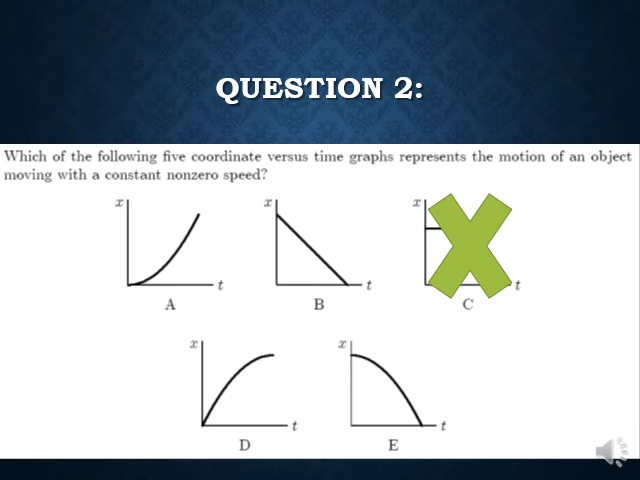 QUESTION 2:
Which of the following five coordinate versus time graphs represents the motion of an object
moving with a constant nonzero speed?
x
t
A
x
t
B
x
t
C
x
t
D
x
t
E